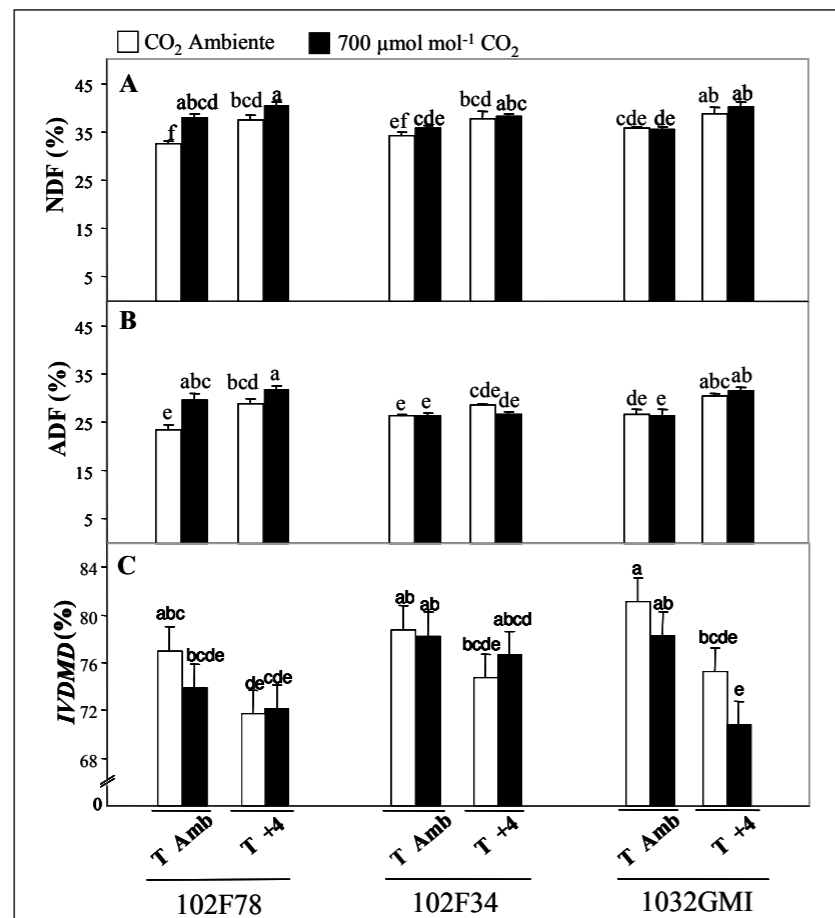 CO₂ Ambiente 700 µmol mol⁻¹ CO₂
A
NDF (%)
45
35
25
15
5
f abcd bcd a ef cde bcd abc cde de ab ab
B
ADF (%)
45
35
25
15
5
e abc bcd a e e cde de de e abc ab
C
IVDMD (%)
84
80
76
72
68
0
abc bcde de cde ab ab bcde abcd a ab bcde e
T Amb T +4 T Amb T +4 T Amb T +4
102F78 102F34 1032GMI